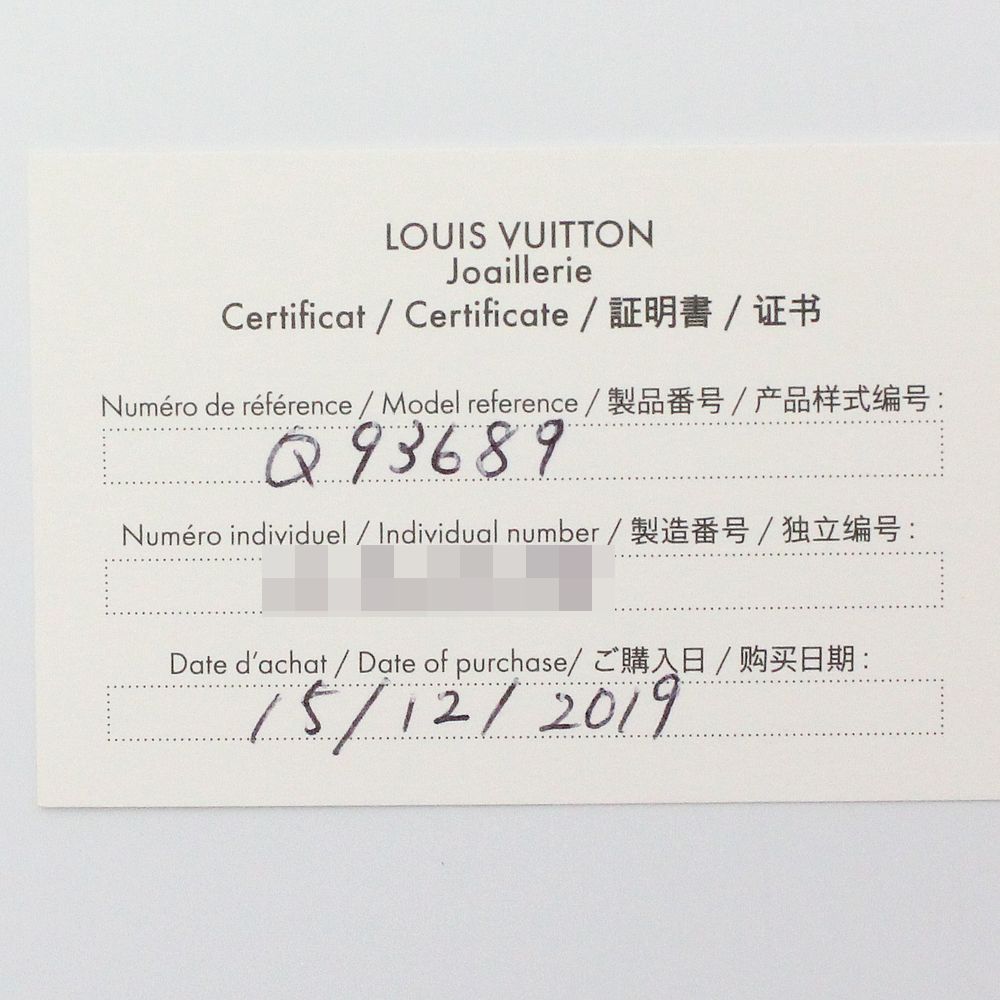 LOUIS VUITTON
Joaillerie
Certificat / Certificate / 証明書 / 证书
Numéro de référence / Model reference / 製品番号 / 产品样式编号 :
Q 93689
Numéro individuel / Individual number / 製造番号 / 独立编号 :
Date d'achat / Date of purchase/ ご購入日 / 购买日期 :
15/12/2019